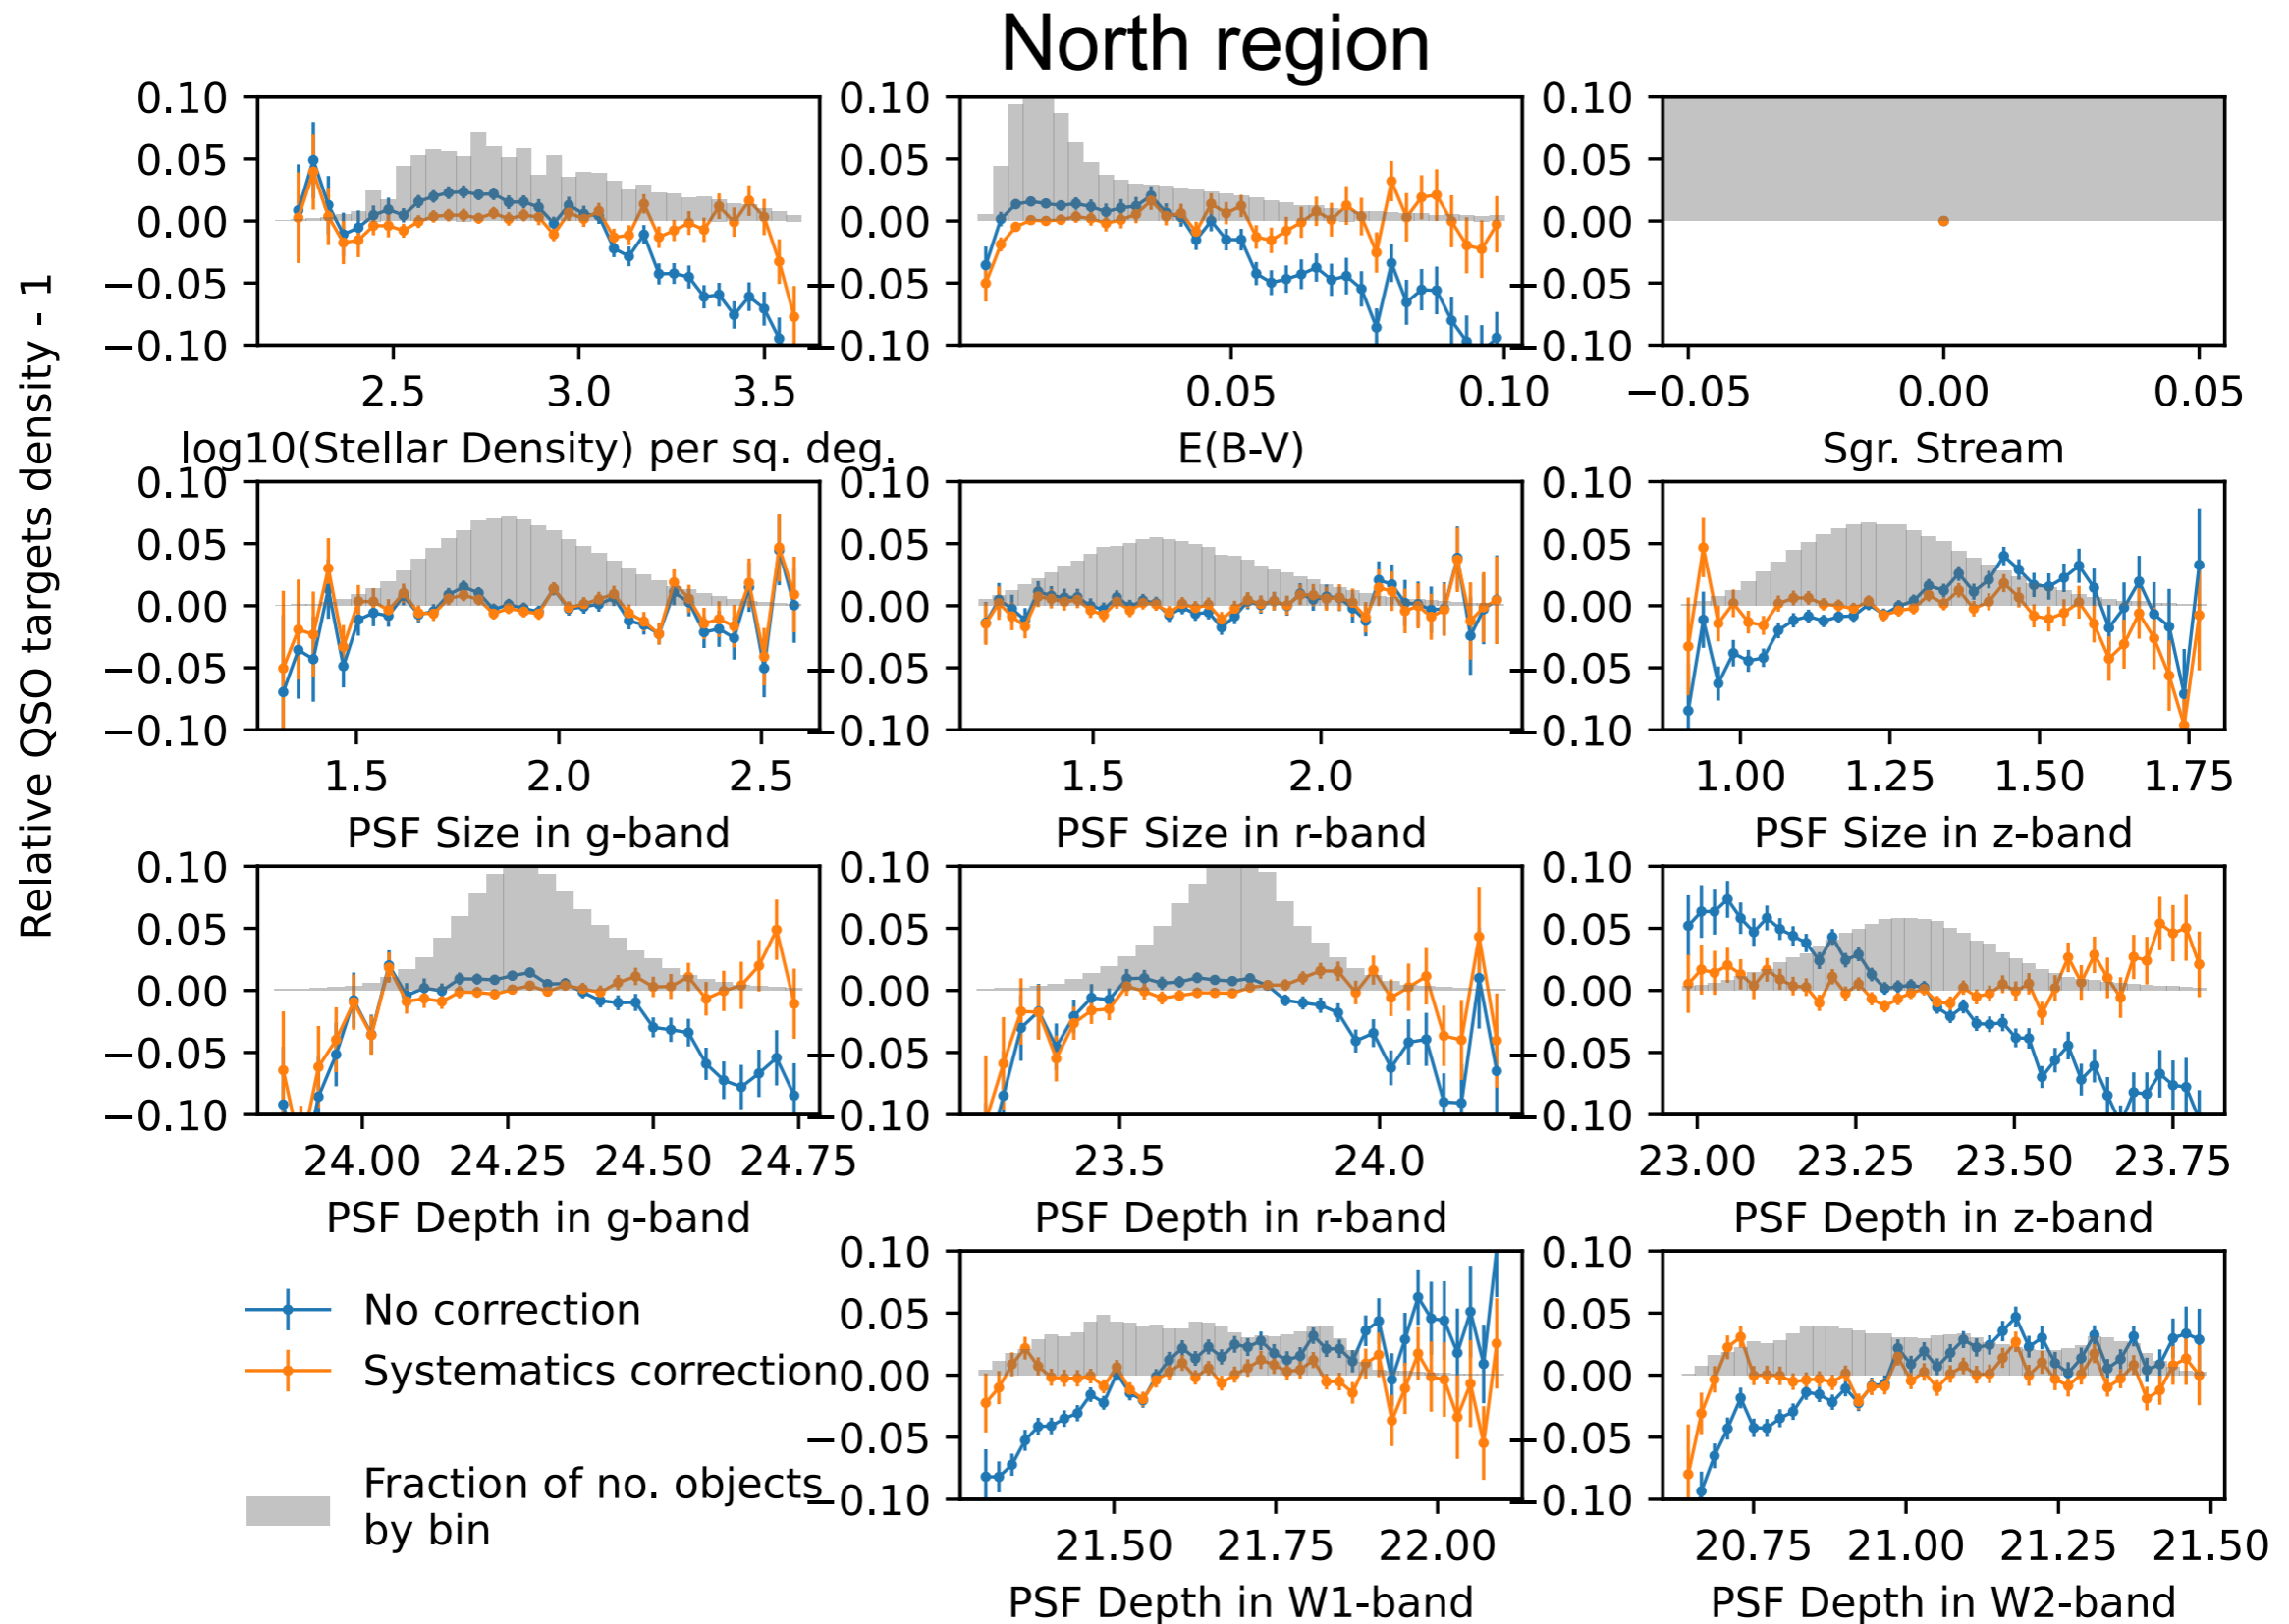 North region
Relative QSO targets density - 1
0.10
0.05
0.00
−0.05
−0.10
2.5 3.0 3.5
log10(Stellar Density) per sq. deg.
0.10
0.05
0.00
−0.05
−0.10
0.05 0.10
E(B-V)
0.10
0.05
0.00
−0.05
−0.10
−0.05 0.00 0.05
Sgr. Stream
0.10
0.05
0.00
−0.05
−0.10
1.5 2.0 2.5
PSF Size in g-band
0.10
0.05
0.00
−0.05
−0.10
1.5 2.0
PSF Size in r-band
0.10
0.05
0.00
−0.05
−0.10
1.00 1.25 1.50 1.75
PSF Size in z-band
0.10
0.05
0.00
−0.05
−0.10
24.00 24.25 24.50 24.75
PSF Depth in g-band
0.10
0.05
0.00
−0.05
−0.10
23.5 24.0
PSF Depth in r-band
0.10
0.05
0.00
−0.05
−0.10
23.00 23.25 23.50 23.75
PSF Depth in z-band
No correction
Systematics correction
Fraction of no. objects
by bin
0.10
0.05
0.00
−0.05
−0.10
21.50 21.75 22.00
PSF Depth in W1-band
0.10
0.05
0.00
−0.05
−0.10
20.75 21.00 21.25 21.50
PSF Depth in W2-band